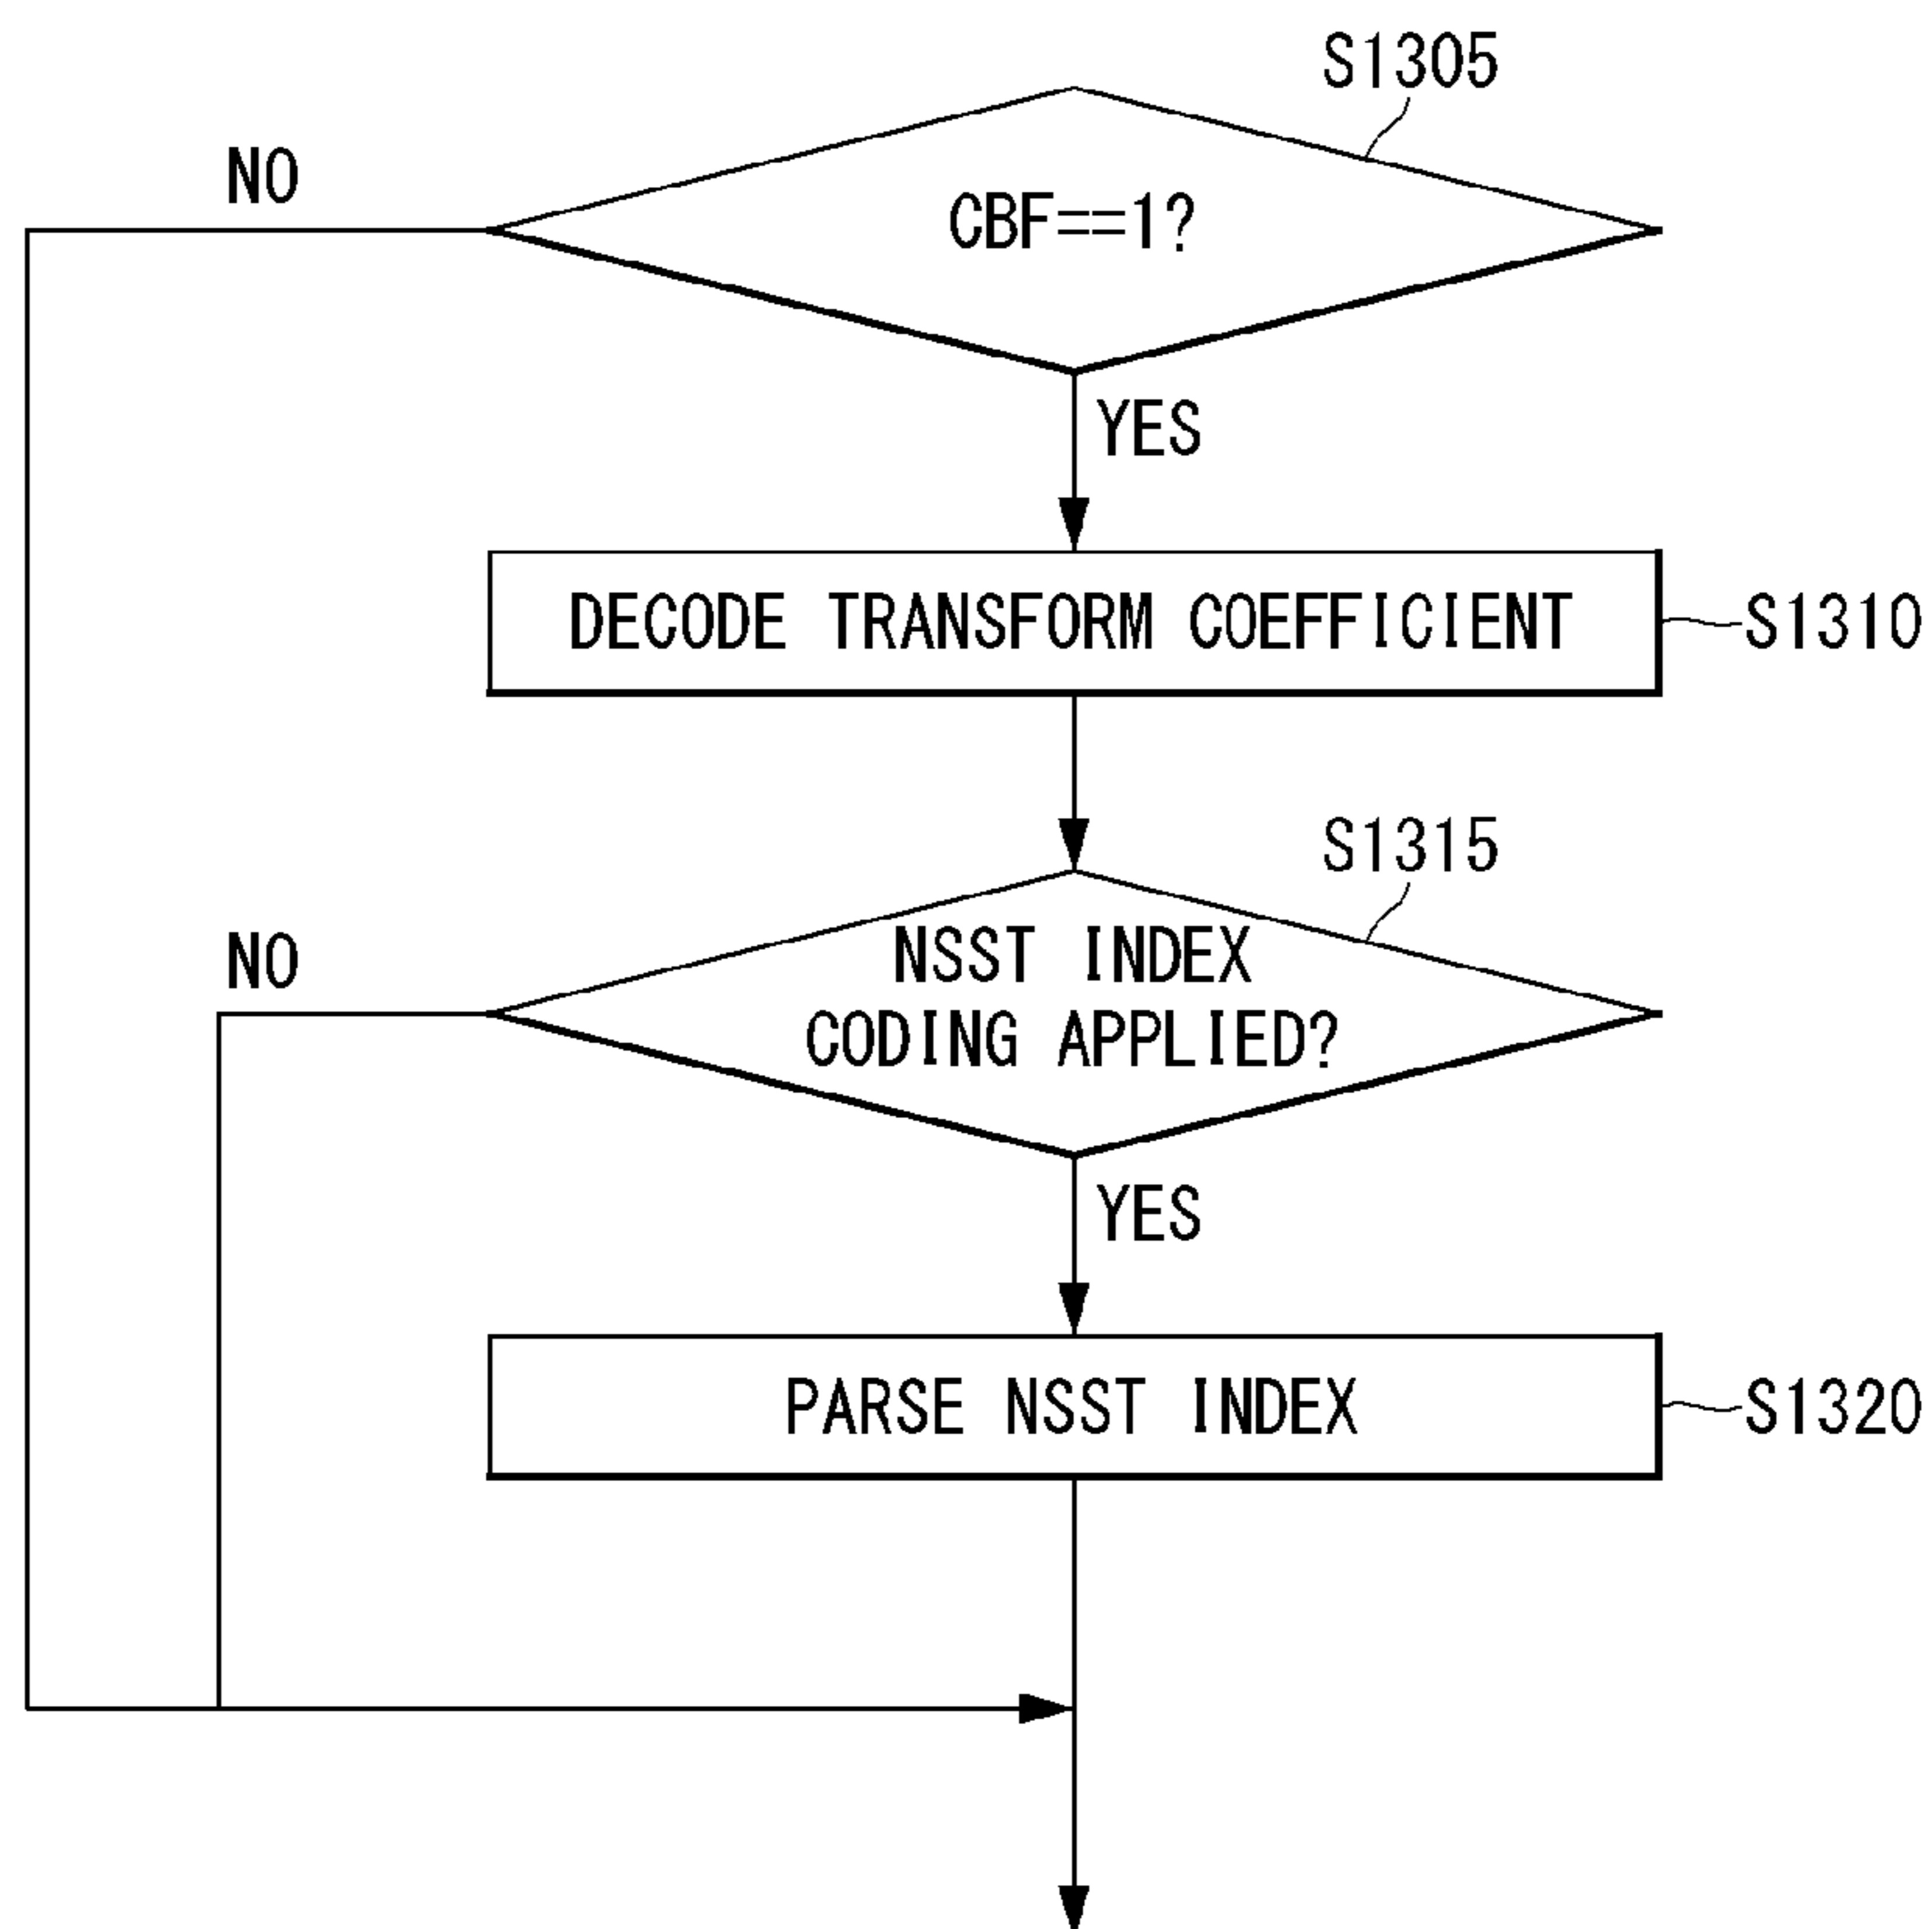 S1305
NO
CBF==1?
YES
DECODE TRANSFORM COEFFICIENT
S1310
S1315
NO
NSST INDEX
CODING APPLIED?
YES
PARSE NSST INDEX
S1320